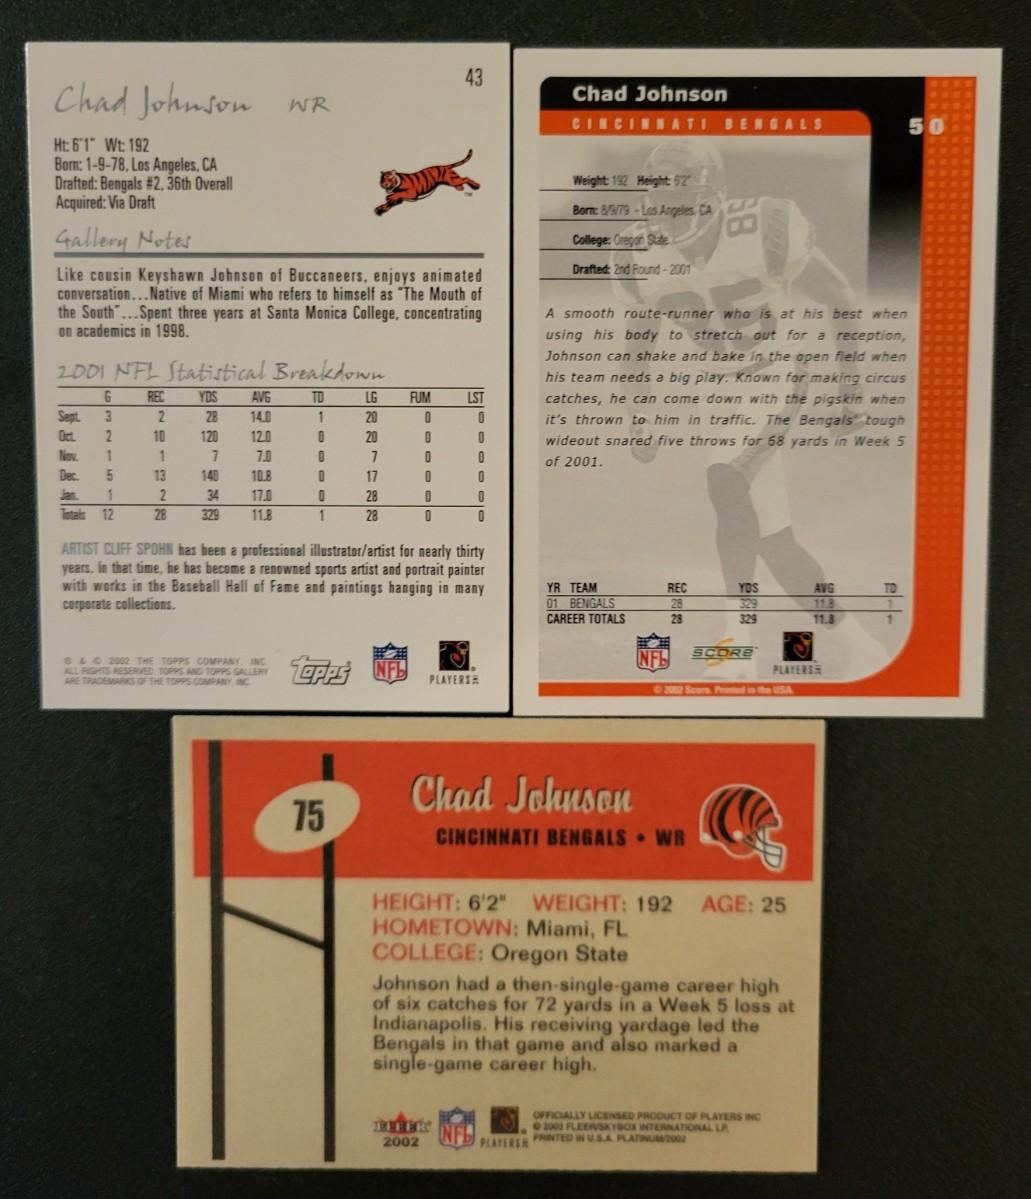 43
Chad Johnson WR
Ht: 6'1" Wt: 192
Born: 1-9-78, Los Angeles, CA
Drafted: Bengals #2, 36th Overall
Acquired: Via Draft
Gallery Notes
Like cousin Keyshawn Johnson of Buccaneers, enjoys animated
conversation...Native of Miami who refers to himself as "The Mouth of
the South"...Spent three years at Santa Monica College, concentrating
on academics in 1998.
2001 NFL Statistical Breakdown
G REC YDS AVG TD LG FUM LST
Sept. 3 2 28 14.0 1 20 0 0
Oct. 2 10 120 12.0 0 20 0 0
Nov. 1 1 7 7.0 0 7 0 0
Dec. 5 13 140 10.8 0 17 0 0
Jan. 1 2 34 17.0 0 28 0 0
Totals 12 28 329 11.8 1 28 0 0
ARTIST CLIFF SPOHN has been a professional illustrator/artist for nearly thirty
years. In that time, he has become a renowned sports artist and portrait painter
with works in the Baseball Hall of Fame and paintings hanging in many
corporate collections.
® & © 2002 THE TOPPS COMPANY, INC.
ALL RIGHTS RESERVED. TOPPS AND TOPPS GALLERY
ARE TRADEMARKS OF THE TOPPS COMPANY, INC.
Topps
NFL
PLAYERS INC
Chad Johnson
CINCINNATI BENGALS
50
Weight: 192 Height: 6'2"
Born: 8/9/79 - Los Angeles, CA
College: Oregon State
Drafted: 2nd Round - 2001
85
A smooth route-runner who is at his best when
using his body to stretch out for a reception,
Johnson can shake and bake in the open field when
his team needs a big play. Known for making circus
catches, he can come down with the pigskin when
it's thrown to him in traffic. The Bengals' tough
wideout snared five throws for 68 yards in Week 5
of 2001.
YR TEAM REC YDS AVG TD
01 BENGALS 28 329 11.8 1
CAREER TOTALS 28 329 11.8 1
NFL
SCORE
PLAYERS INC
© 2002 Score. Printed in the USA.
75
Chad Johnson
CINCINNATI BENGALS • WR
HEIGHT: 6'2" WEIGHT: 192 AGE: 25
HOMETOWN: Miami, FL
COLLEGE: Oregon State
Johnson had a then-single-game career high
of six catches for 72 yards in a Week 5 loss at
Indianapolis. His receiving yardage led the
Bengals in that game and also marked a
single-game career high.
FLEER
2002
NFL
PLAYERS INC
OFFICIALLY LICENSED PRODUCT OF PLAYERS INC
© 2003 FLEER/SKYBOX INTERNATIONAL LP,
PRINTED IN U.S.A. PLATINUM/2002